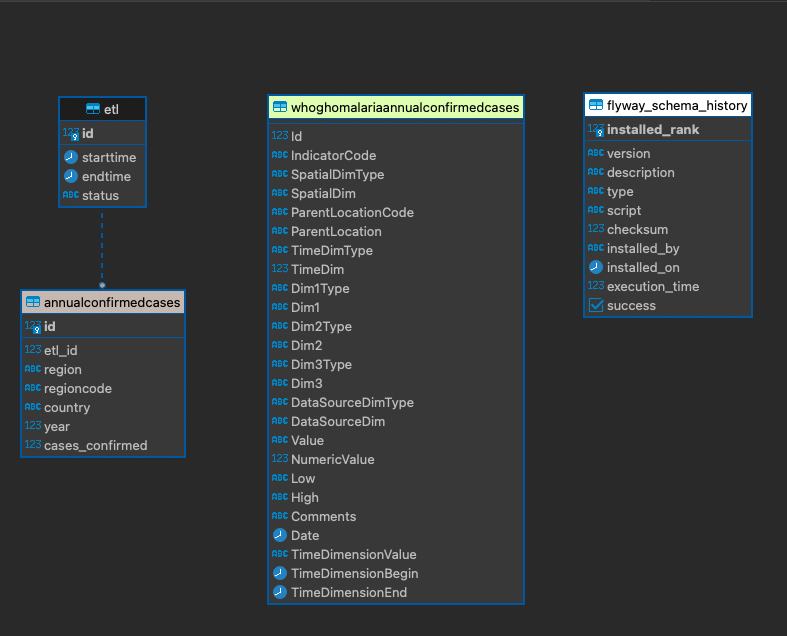 etl
123 id
starttime
endtime
ABC status
annualconfirmedcases
123 id
123 etl_id
ABC region
ABC regioncode
ABC country
123 year
123 cases_confirmed
whoghomalariaannualconfirmedcases
123 Id
ABC IndicatorCode
ABC SpatialDimType
ABC SpatialDim
ABC ParentLocationCode
ABC ParentLocation
ABC TimeDimType
123 TimeDim
ABC Dim1Type
ABC Dim1
ABC Dim2Type
ABC Dim2
ABC Dim3Type
ABC Dim3
ABC DataSourceDimType
ABC DataSourceDim
ABC Value
123 NumericValue
ABC Low
ABC High
ABC Comments
Date
ABC TimeDimensionValue
TimeDimensionBegin
TimeDimensionEnd
flyway_schema_history
123 installed_rank
ABC version
ABC description
ABC type
ABC script
123 checksum
ABC installed_by
installed_on
123 execution_time
success